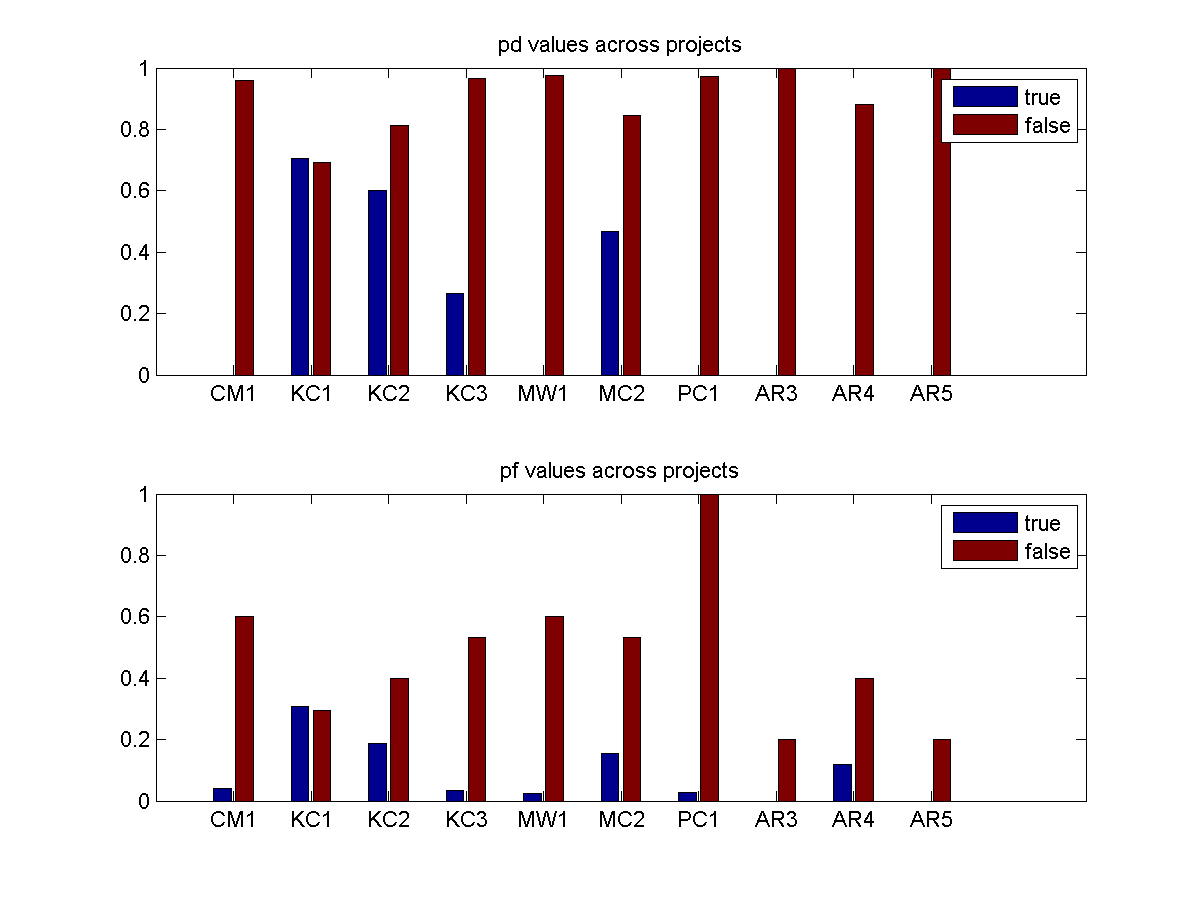 pd values across projects
1
true
false
0.8
0.6
0.4
0.2
0
CM1 KC1 KC2 KC3 MW1 MC2 PC1 AR3 AR4 AR5
pf values across projects
1
true
false
0.8
0.6
0.4
0.2
0
CM1 KC1 KC2 KC3 MW1 MC2 PC1 AR3 AR4 AR5